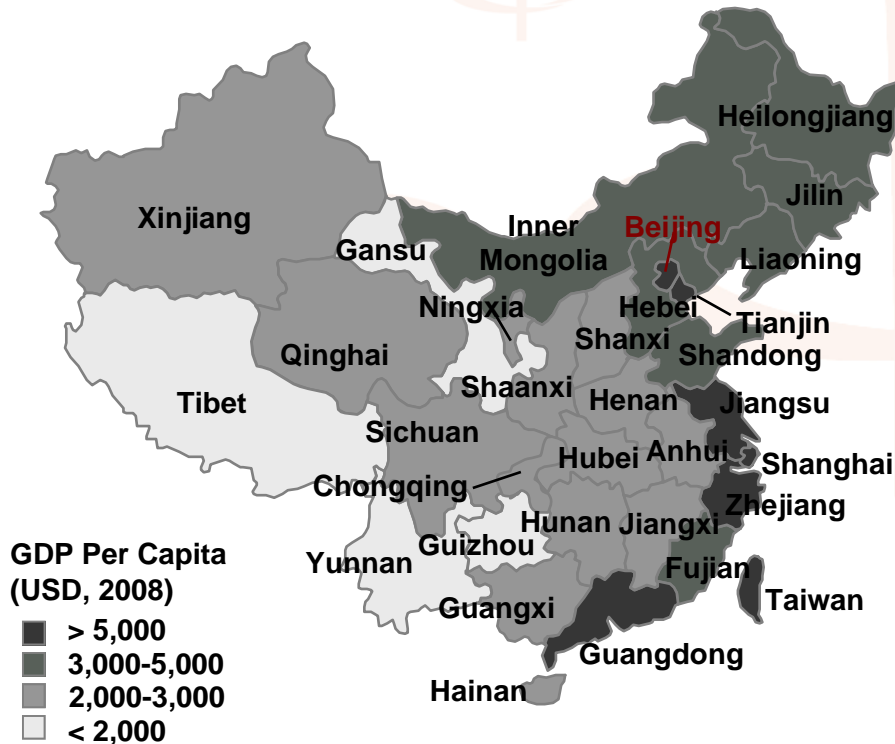 Heilongjiang
Jilin
Xinjiang
Inner
Mongolia
Beijing
Gansu
Liaoning
Ningxia
Hebei
Tianjin
Shanxi
Qinghai
Shandong
Shaanxi
Tibet
Henan
Jiangsu
Sichuan
Hubei
Anhui
Shanghai
Chongqing
Zhejiang
Hunan
Jiangxi
Guizhou
Yunnan
Fujian
Taiwan
Guangxi
Guangdong
Hainan
GDP Per Capita
(USD, 2008)
> 5,000
3,000-5,000
2,000-3,000
< 2,000